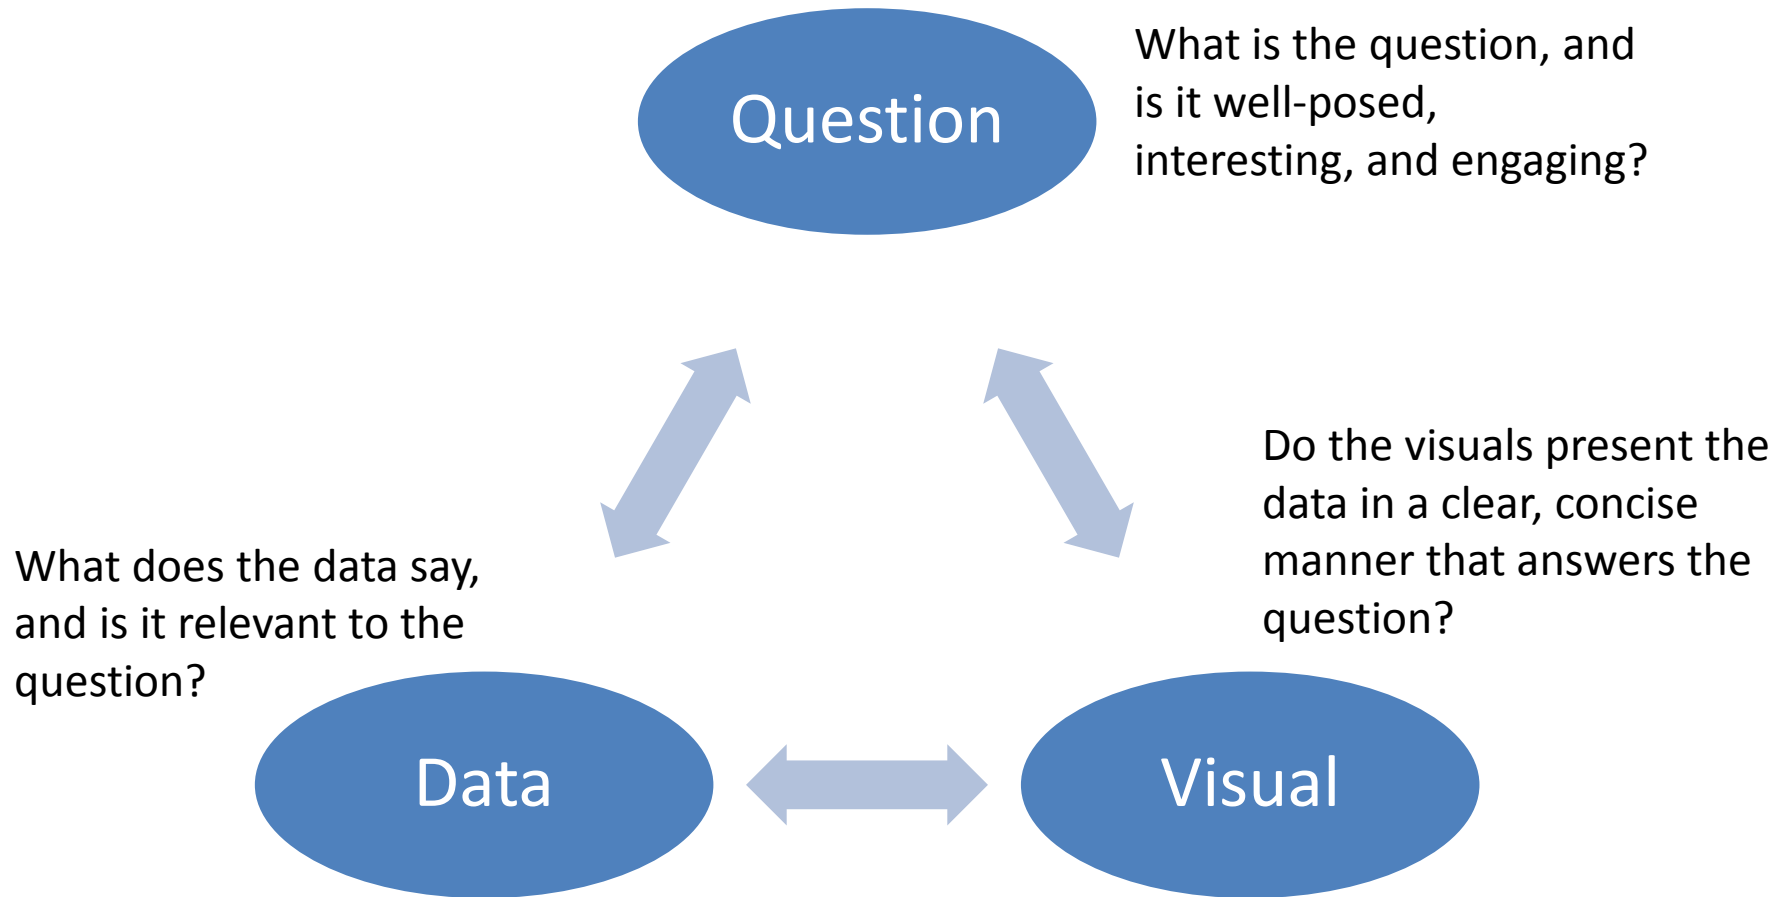 Question
What is the question, and
is it well-posed,
interesting, and engaging?
Do the visuals present the
data in a clear, concise
manner that answers the
question?
What does the data say,
and is it relevant to the
question?
Data
Visual